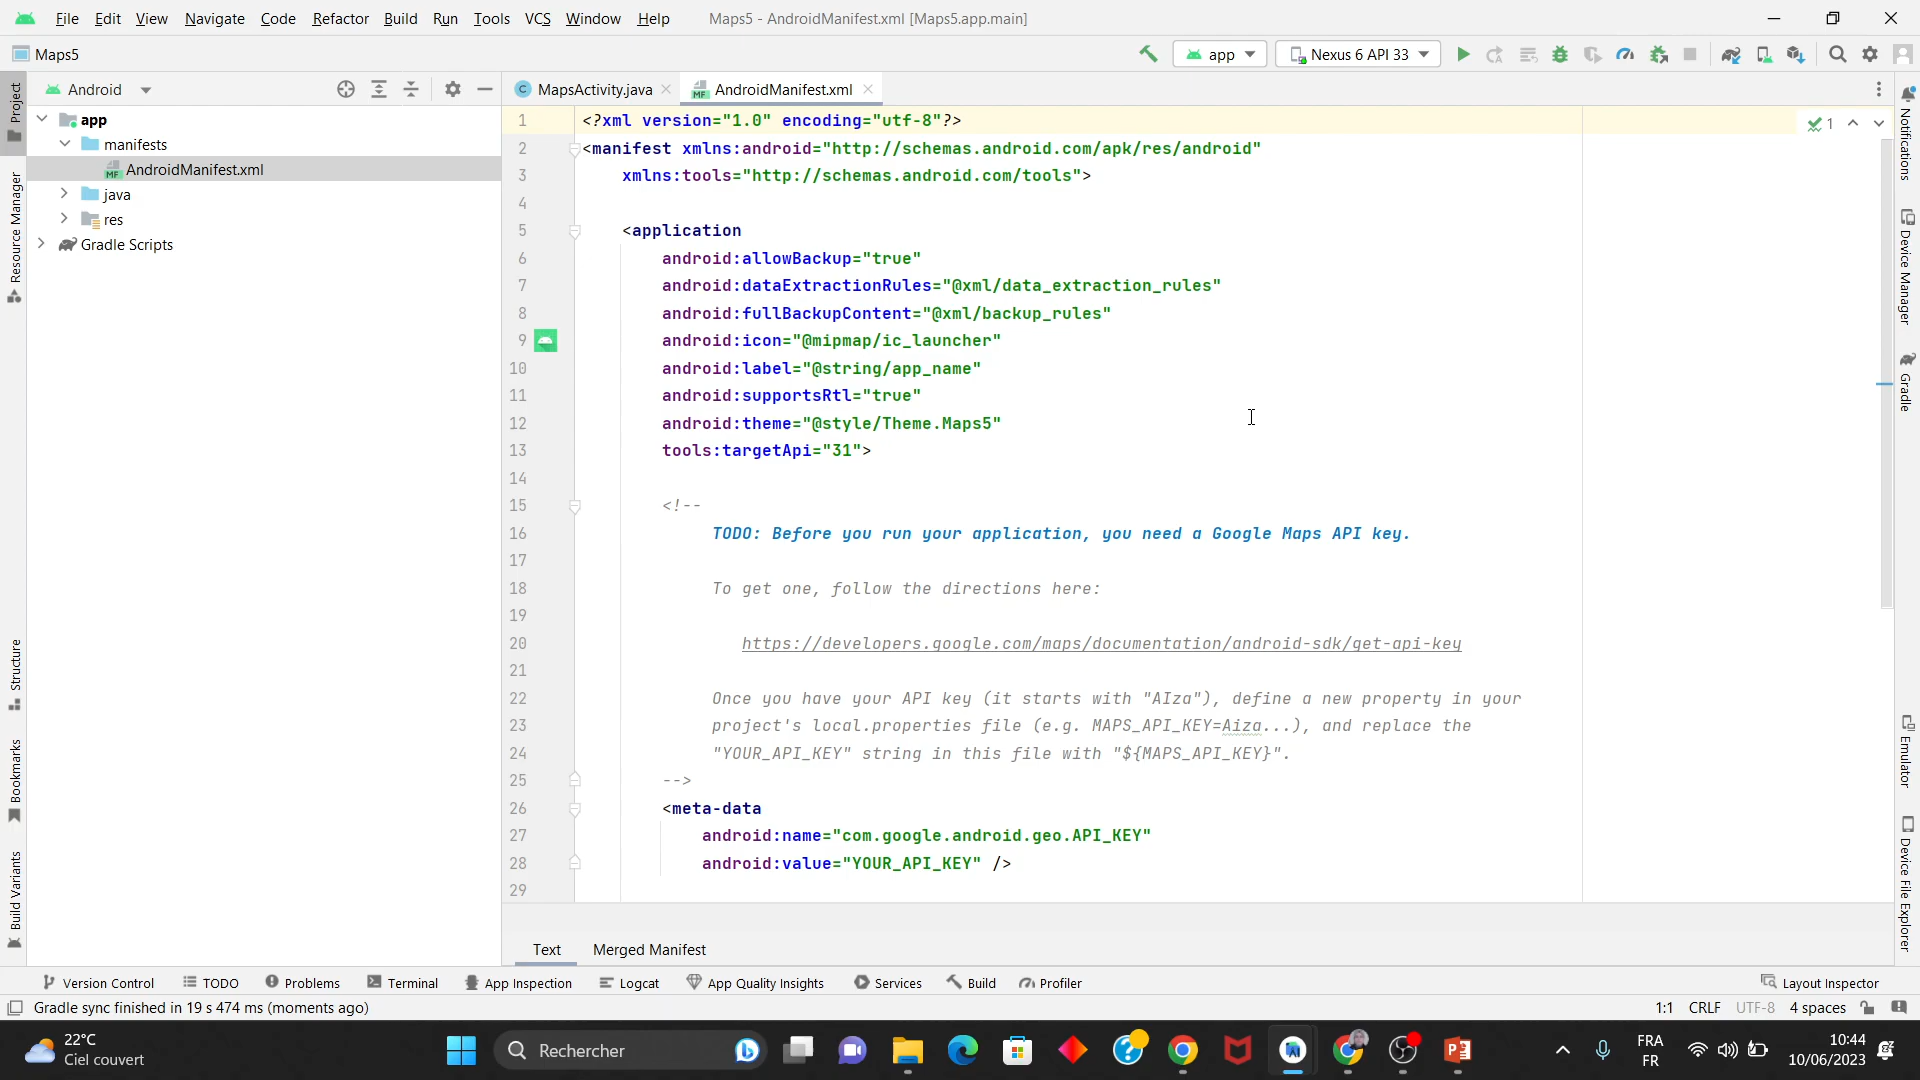 File Edit View Navigate Code Refactor Build Run Tools VCS Window Help Maps5 - AndroidManifest.xml [Maps5.app.main]
Maps5 app Nexus 6 API 33
Android MapsActivity.java AndroidManifest.xml
Project
Resource Manager
Structure
Bookmarks
Build Variants
app
manifests
AndroidManifest.xml
java
res
Gradle Scripts
1 <?xml version="1.0" encoding="utf-8"?>
2 <manifest xmlns:android="http://schemas.android.com/apk/res/android"
3 xmlns:tools="http://schemas.android.com/tools">
4
5 <application
6 android:allowBackup="true"
7 android:dataExtractionRules="@xml/data_extraction_rules"
8 android:fullBackupContent="@xml/backup_rules"
9 android:icon="@mipmap/ic_launcher"
10 android:label="@string/app_name"
11 android:supportsRtl="true"
12 android:theme="@style/Theme.Maps5"
13 tools:targetApi="31">
14
15 <!--
16 TODO: Before you run your application, you need a Google Maps API key.
17
18 To get one, follow the directions here:
19
20 https://developers.google.com/maps/documentation/android-sdk/get-api-key
21
22 Once you have your API key (it starts with "AIza"), define a new property in your
23 project's local.properties file (e.g. MAPS_API_KEY=Aiza...), and replace the
24 "YOUR_API_KEY" string in this file with "${MAPS_API_KEY}".
25 -->
26 <meta-data
27 android:name="com.google.android.geo.API_KEY"
28 android:value="YOUR_API_KEY" />
29
1
Notifications
Device Manager
Gradle
Emulator
Device File Explorer
Text Merged Manifest
Version Control TODO Problems Terminal App Inspection Logcat App Quality Insights Services Build Profiler Layout Inspector
Gradle sync finished in 19 s 474 ms (moments ago) 1:1 CRLF UTF-8 4 spaces
22°C
Ciel couvert
Rechercher
FRA
FR
10:44
10/06/2023